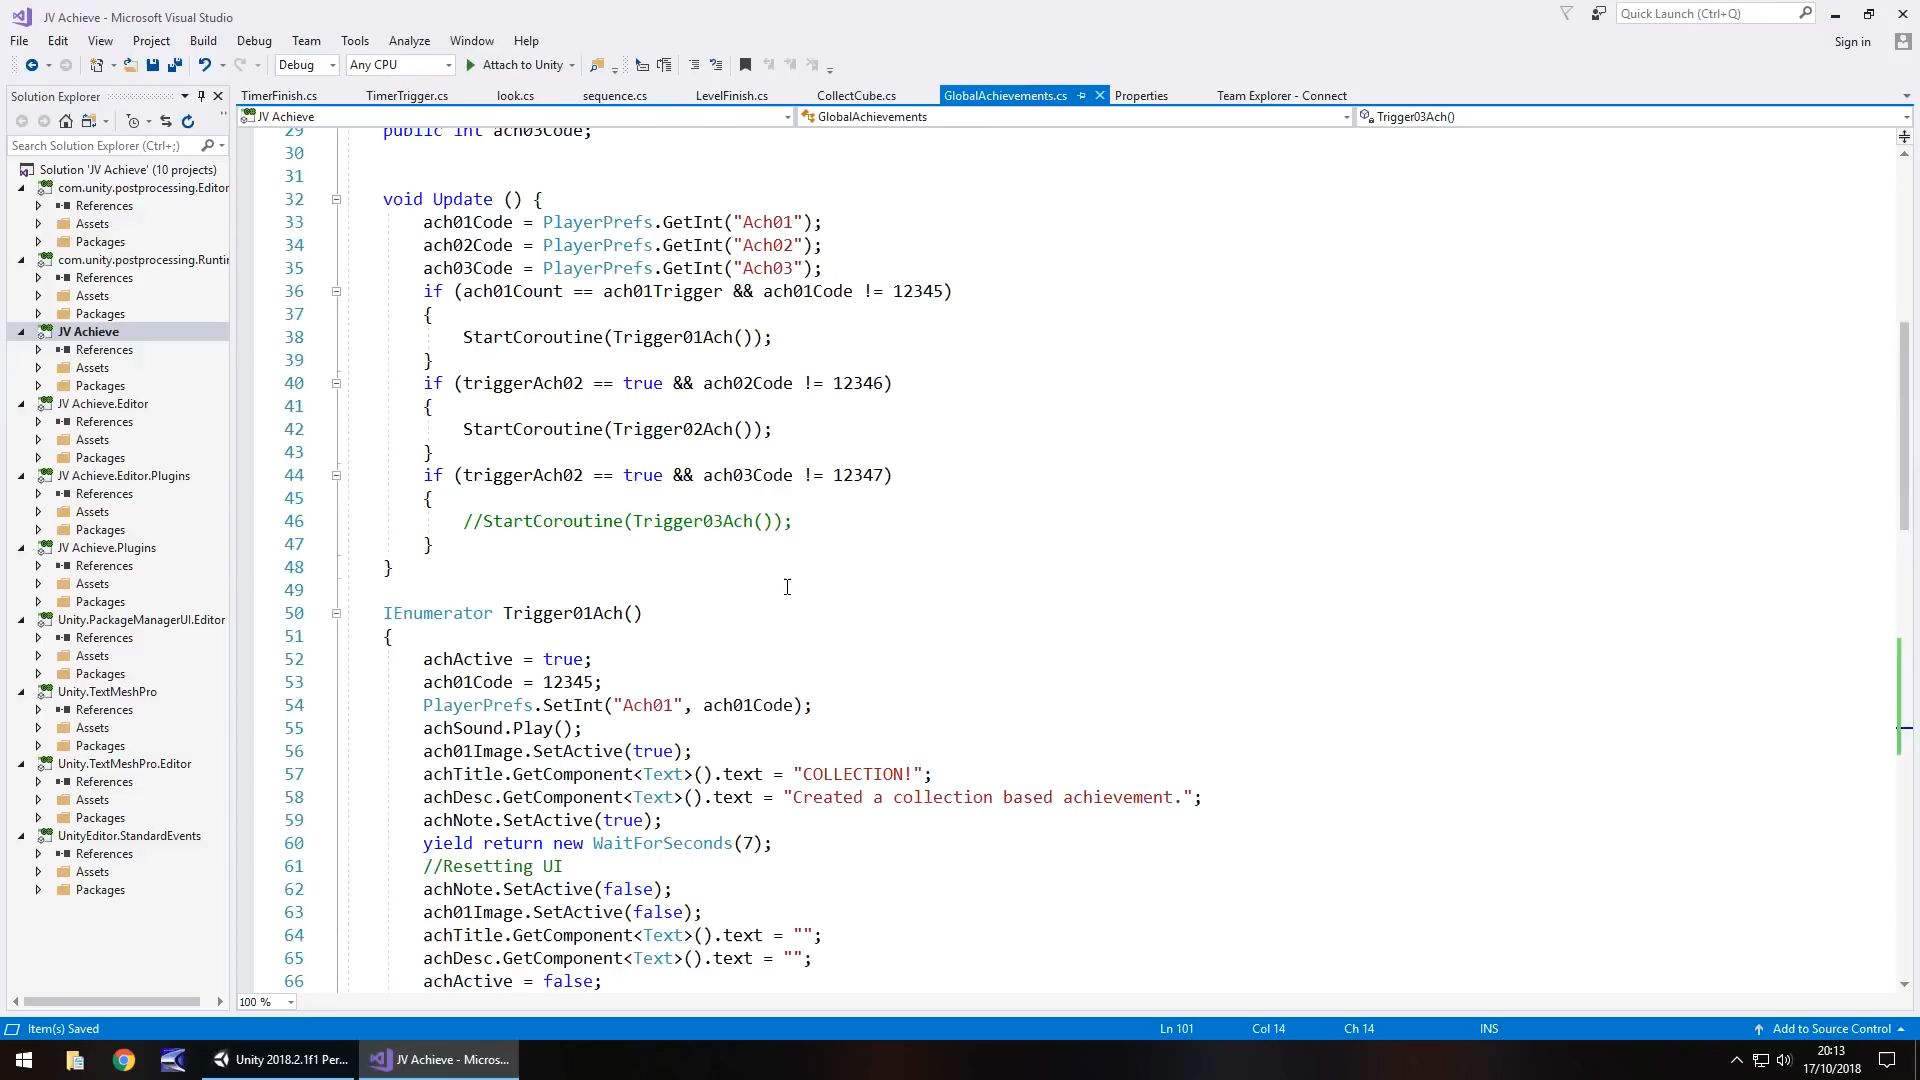 JV Achieve - Microsoft Visual Studio
Quick Launch (Ctrl+Q)
File Edit View Project Build Debug Team Tools Analyze Window Help
Sign in
Debug Any CPU Attach to Unity
Solution Explorer
TimerFinish.cs TimerTrigger.cs look.cs sequence.cs LevelFinish.cs CollectCube.cs GlobalAchievements.cs Properties Team Explorer - Connect
JV Achieve GlobalAchievements Trigger03Ach()
Search Solution Explorer (Ctrl+;)
Solution 'JV Achieve' (10 projects)
com.unity.postprocessing.Editor
References
Assets
Packages
com.unity.postprocessing.Runtin
References
Assets
Packages
JV Achieve
References
Assets
Packages
JV Achieve.Editor
References
Assets
Packages
JV Achieve.Editor.Plugins
References
Assets
Packages
JV Achieve.Plugins
References
Assets
Packages
Unity.PackageManagerUI.Editor
References
Assets
Packages
Unity.TextMeshPro
References
Assets
Packages
Unity.TextMeshPro.Editor
References
Assets
Packages
UnityEditor.StandardEvents
References
Assets
Packages
29 public int ach03Code;
30
31
32 void Update () {
33 ach01Code = PlayerPrefs.GetInt("Ach01");
34 ach02Code = PlayerPrefs.GetInt("Ach02");
35 ach03Code = PlayerPrefs.GetInt("Ach03");
36 if (ach01Count == ach01Trigger && ach01Code != 12345)
37 {
38 StartCoroutine(Trigger01Ach());
39 }
40 if (triggerAch02 == true && ach02Code != 12346)
41 {
42 StartCoroutine(Trigger02Ach());
43 }
44 if (triggerAch02 == true && ach03Code != 12347)
45 {
46 //StartCoroutine(Trigger03Ach());
47 }
48 }
49
50 IEnumerator Trigger01Ach()
51 {
52 achActive = true;
53 ach01Code = 12345;
54 PlayerPrefs.SetInt("Ach01", ach01Code);
55 achSound.Play();
56 ach01Image.SetActive(true);
57 achTitle.GetComponent<Text>().text = "COLLECTION!";
58 achDesc.GetComponent<Text>().text = "Created a collection based achievement.";
59 achNote.SetActive(true);
60 yield return new WaitForSeconds(7);
61 //Resetting UI
62 achNote.SetActive(false);
63 ach01Image.SetActive(false);
64 achTitle.GetComponent<Text>().text = "";
65 achDesc.GetComponent<Text>().text = "";
66 achActive = false;
100 %
Item(s) Saved Ln 101 Col 14 Ch 14 INS Add to Source Control
Unity 2018.2.1f1 Per... JV Achieve - Micros...
20:13
17/10/2018